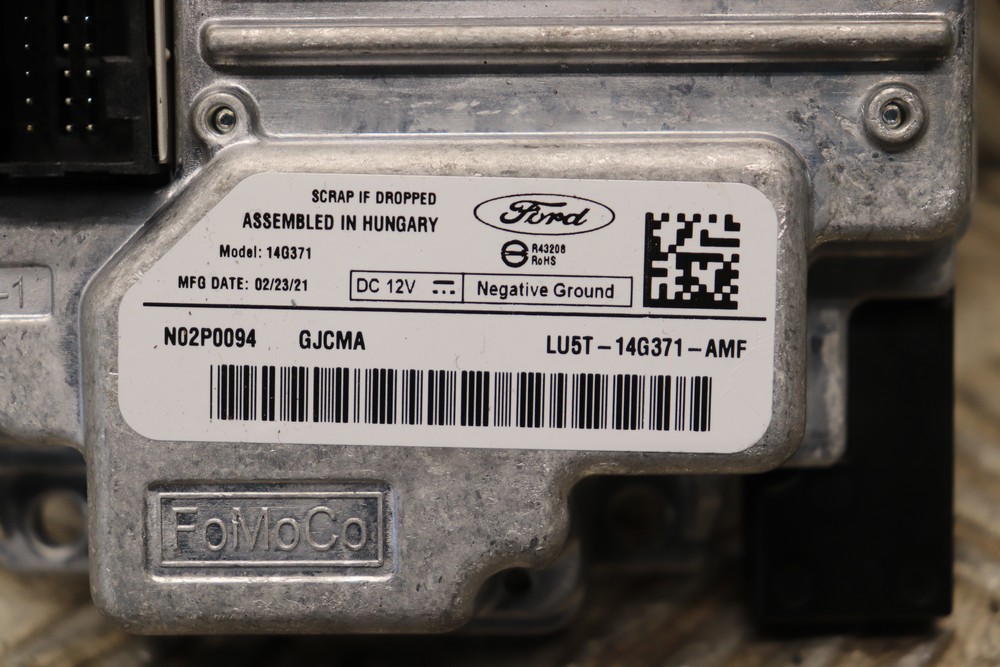 SCRAP IF DROPPED
ASSEMBLED IN HUNGARY
Ford
Model: 14G371
R43208
RoHS
MFG DATE: 02/23/21
DC 12V
Negative Ground
N02P0094 GJCMA LU5T-14G371-AMF
-1
FoMoCo